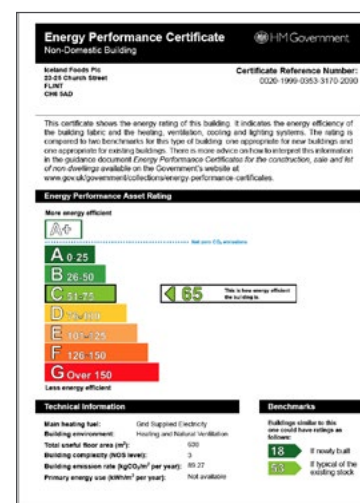 Energy Performance Certificate
Non-Domestic Building
HM Government
Iceland Foods Plc
23-25 Church Street
FLINT
CH6 5AD
Certificate Reference Number:
0020-1999-0353-3170-2090
This certificate shows the energy rating of this building. It indicates the energy efficiency of
the building fabric and the heating, ventilation, cooling and lighting systems. The rating is
compared to two benchmarks for this type of building: one appropriate for new buildings and
one appropriate for existing buildings. There is more advice on how to interpret this information
in the guidance document Energy Performance Certificates for the construction, sale and let
of non-dwellings available on the Government's website at
www.gov.uk/government/collections/energy-performance-certificates.
Energy Performance Asset Rating
More energy efficient
A+
Net zero CO₂ emissions
A 0-25
B 26-50
C 51-75
65
This is how energy efficient
the building is.
D 76-100
E 101-125
F 126-150
G Over 150
Less energy efficient
Technical Information
Main heating fuel: Grid Supplied Electricity
Building environment: Heating and Natural Ventilation
Total useful floor area (m²):
Building complexity (NOS level): 3
Building emission rate (kgCO₂/m² per year): 89.27
Primary energy use (kWh/m² per year): Not available
Benchmarks
Buildings similar to this
one could have ratings as
follows:
18 If newly built
53 If typical of the
existing stock